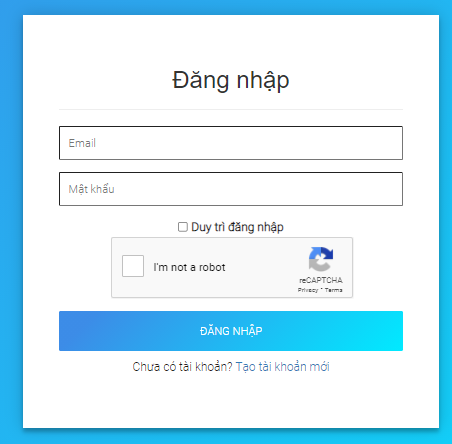 Đăng nhập
Email
Mật khẩu
Duy trì đăng nhập
I'm not a robot
reCAPTCHA
Privacy - Terms
ĐĂNG NHẬP
Chưa có tài khoản? Tạo tài khoản mới